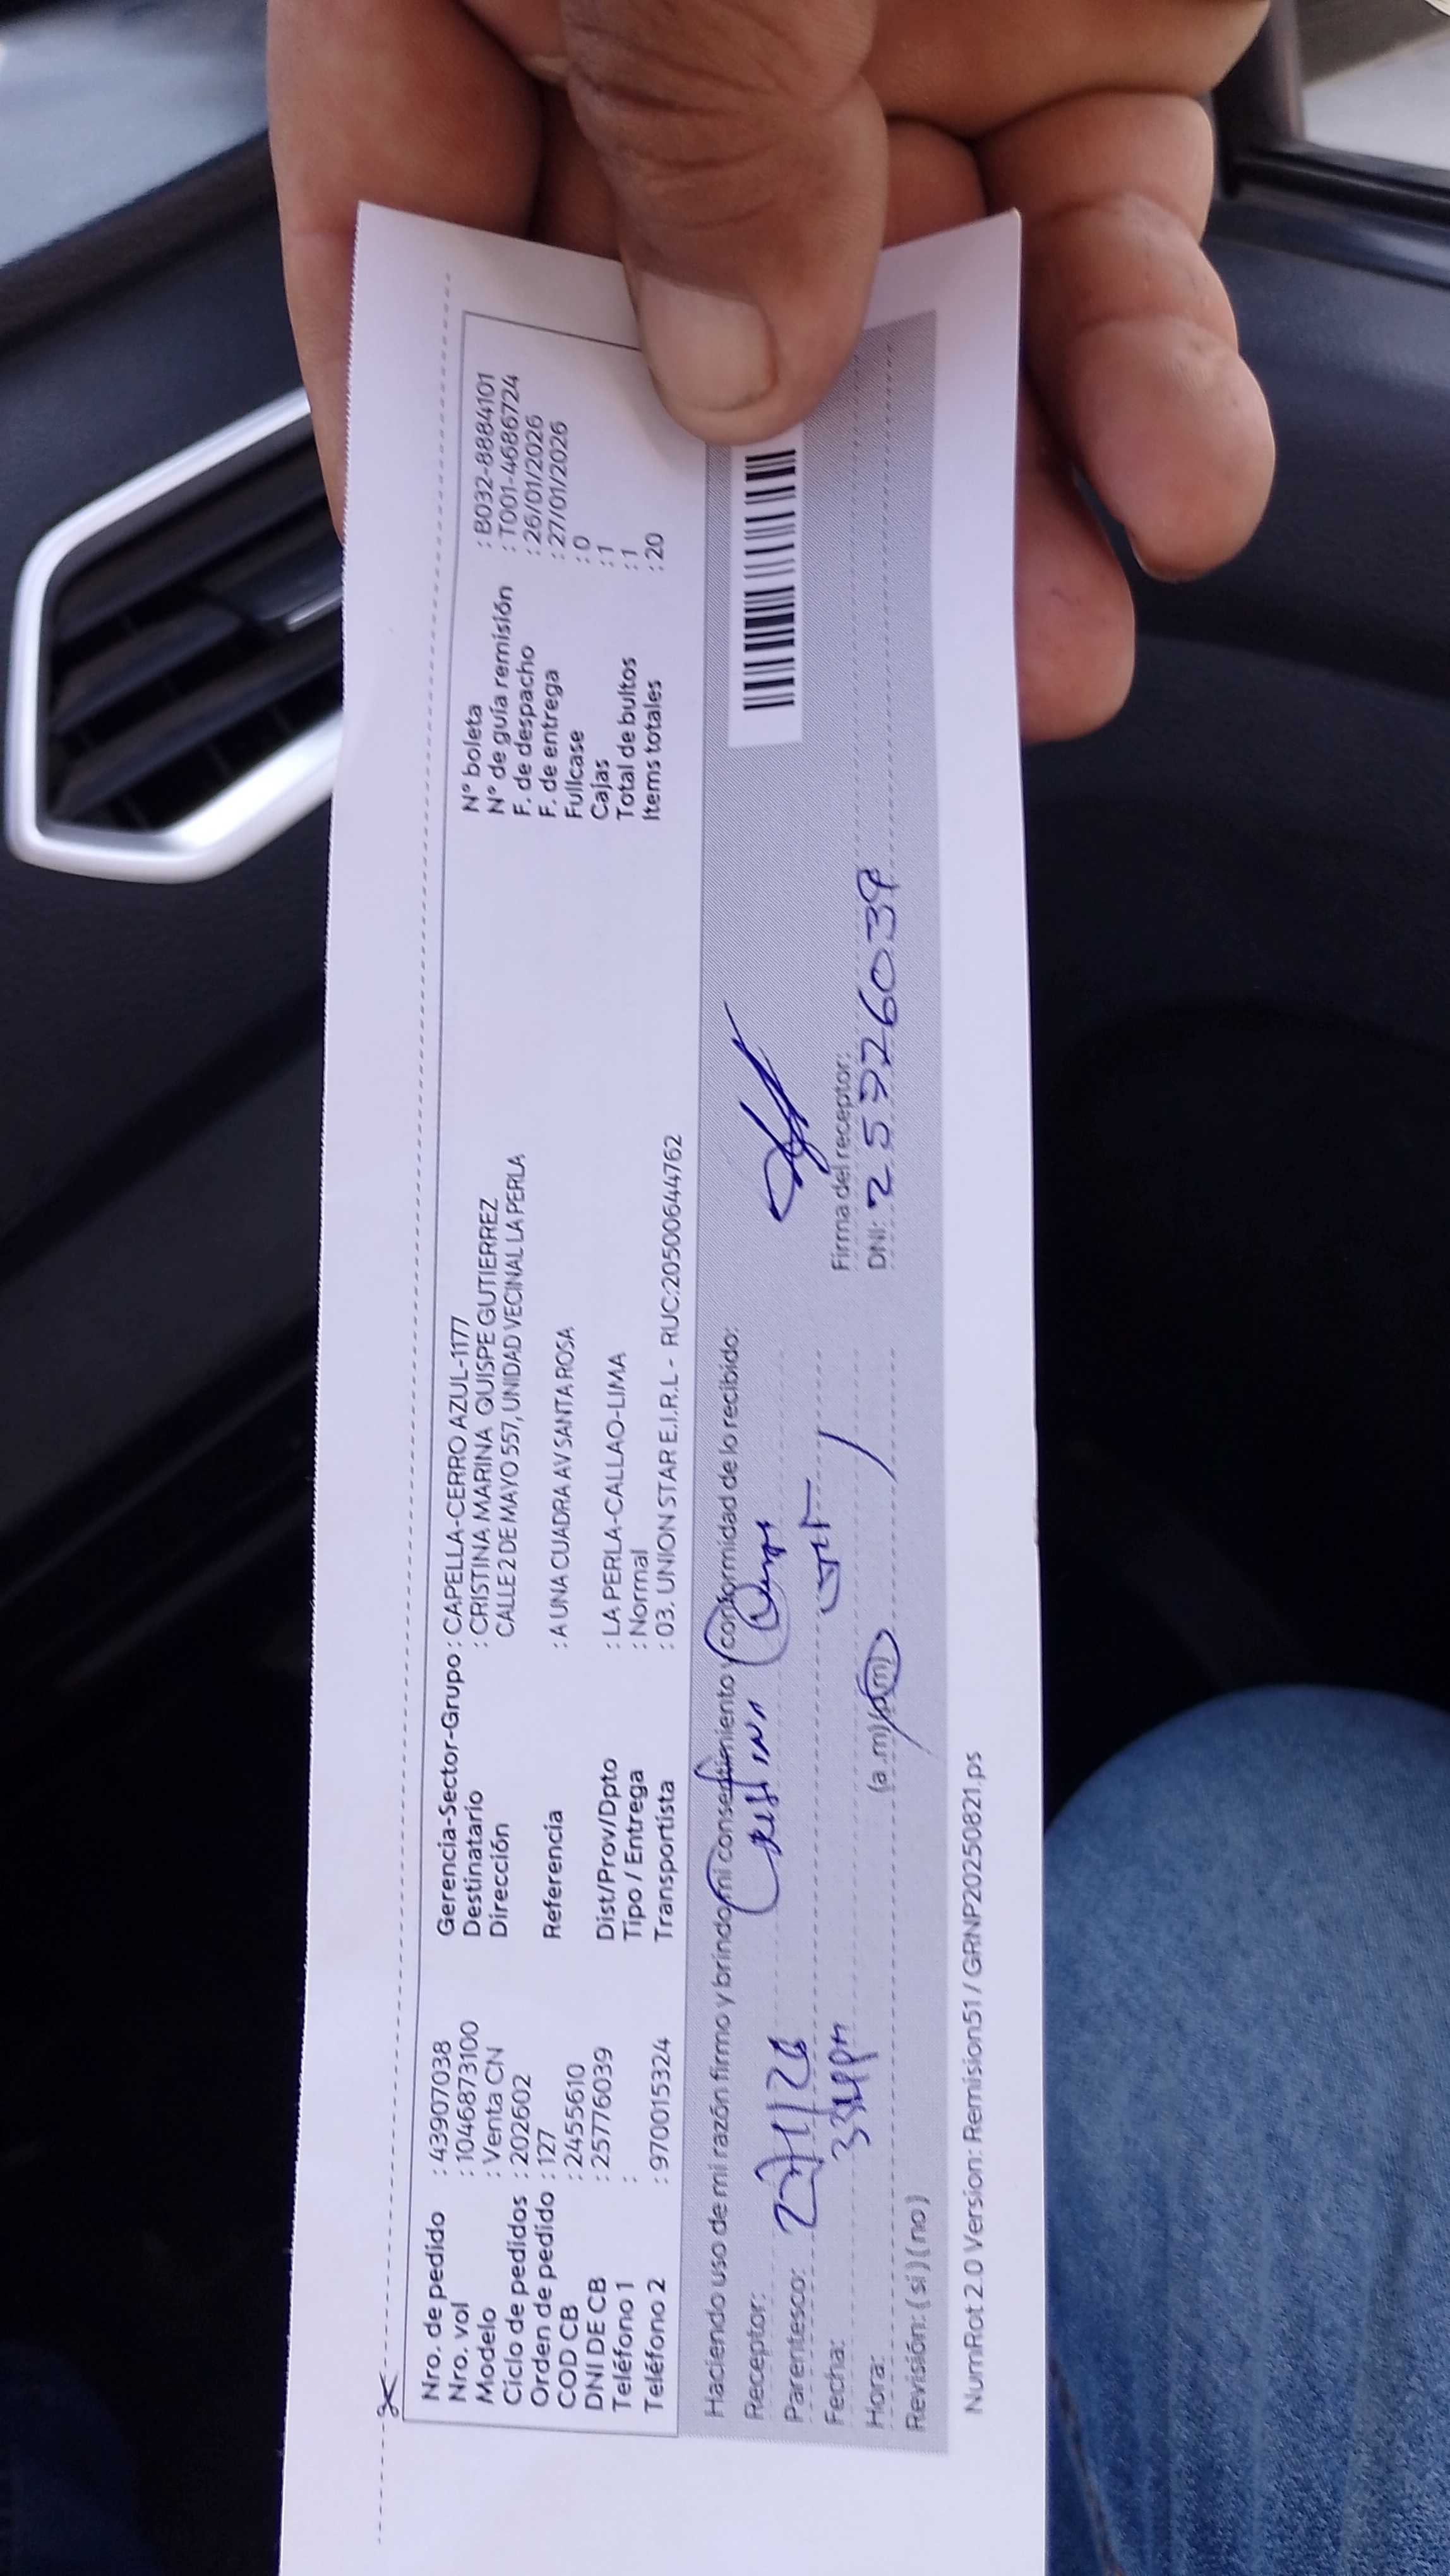 Nro. de pedido : 43907038
Nro. vol : 1046873100
Modelo : Venta CN
Ciclo de pedidos : 202602
Orden de pedido : 127
COD CB : 2455610
DNI DE CB : 25776039
Teléfono 1 :
Teléfono 2 : 970015324
Gerencia-Sector-Grupo : CAPELLA-CERRO AZUL-1177
Destinatario : CRISTINA MARINA QUISPE GUTIERREZ
Dirección CALLE 2 DE MAYO 557, UNIDAD VECINAL LA PERLA
Referencia : A UNA CUADRA AV SANTA ROSA
Dist/Prov/Dpto : LA PERLA-CALLAO-LIMA
Tipo / Entrega : Normal
Transportista : 03. UNION STAR E.I.R.L - RUC:20500644762
N° boleta : B032-8884101
N° de guía remisión : T001-4686724
F. de despacho : 26/01/2026
F. de entrega : 27/01/2026
Fullcase : 0
Cajas : 1
Total de bultos : 1
Items totales : 20
Haciendo uso de mi razón firmo y brindo mi consentimiento y conformidad de lo recibido:
Receptor:
Parentesco:
Fecha:
Hora: (a.m)(p.m)
Revisión: ( si ) ( no )
Firma del receptor:
DNI:
NumRot 2.0 Version: Remision51 / GRNP20250821.ps